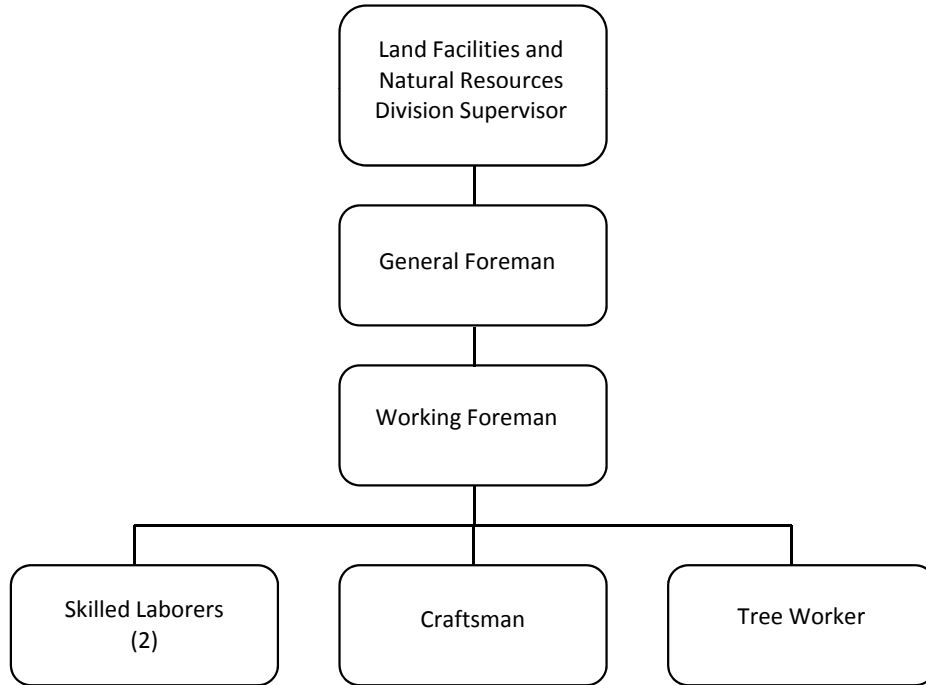 Land Facilities and
Natural Resources
Division Supervisor
General Foreman
Working Foreman
Skilled Laborers
(2)
Craftsman
Tree Worker